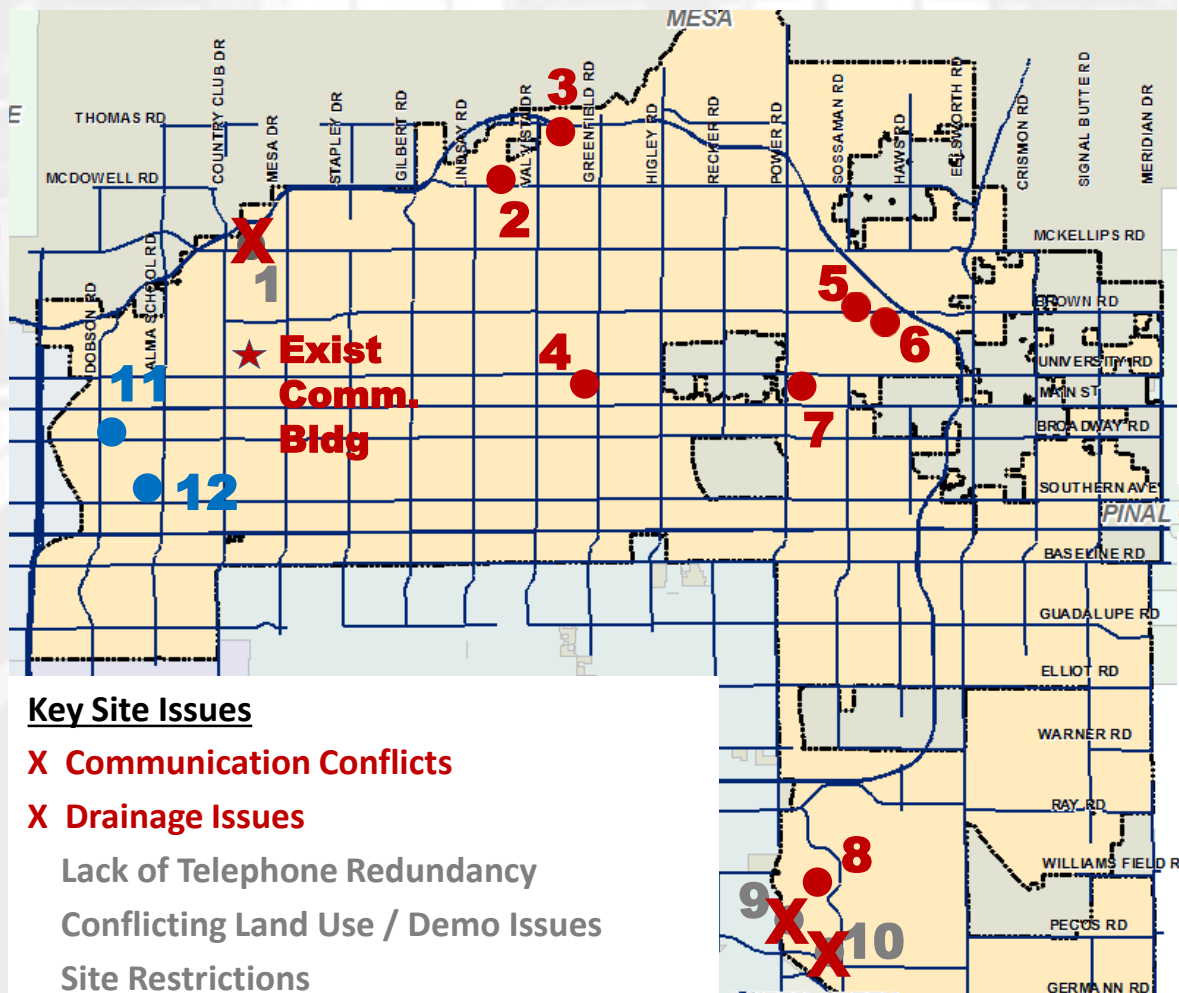 MESA
E
THOMAS RD
MCDOWELL RD
COUNTRY CLUB DR
MESA DR
STAPLEY DR
GILBERT RD
LINDSAY RD
VAL VISTA DR
GREENFIELD RD
HIGLEY RD
RECKER RD
POWER RD
SOSSAMAN RD
HAWS RD
ELLSWORTH RD
CRISMON RD
SIGNAL BUTTE RD
MERIDIAN DR
3
2
X
1
MCKELLIPS RD
DOBSON RD
ALMA SCHOOL RD
5
6
BROWN RD
Exist
Comm.
Bldg
4
7
11
12
UNIVERSITY RD
MAIN ST
BROADWAY RD
SOUTHERN AVE
PINAL
BASELINE RD
GUADALUPE RD
ELLIOT RD
WARNER RD
RAY RD
WILLIAMS FIELD R
PECOS RD
GERMANN RD
8
9
X
X
10
Key Site Issues
X Communication Conflicts
X Drainage Issues
Lack of Telephone Redundancy
Conflicting Land Use / Demo Issues
Site Restrictions